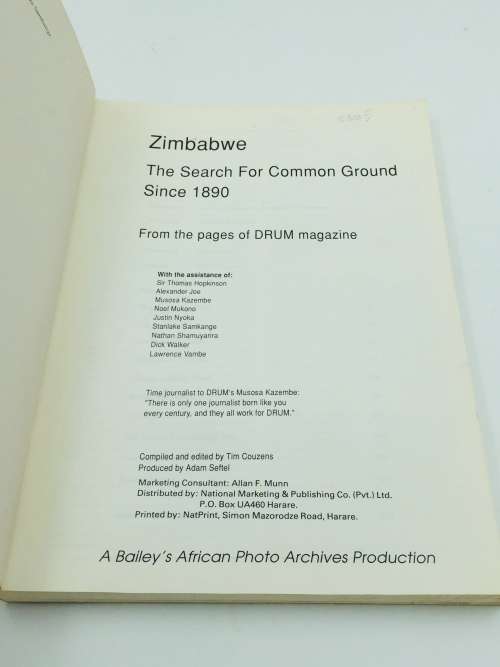 Zimbabwe
The Search For Common Ground
Since 1890
From the pages of DRUM magazine
With the assistance of:
Sir Thomas Hopkinson
Alexander Joe
Musosa Kazembe
Noel Mukono
Justin Nyoka
Stanlake Samkange
Nathan Shamuyarira
Dick Walker
Lawrence Vambe
Time journalist to DRUM's Musosa Kazembe:
"There is only one journalist born like you
every century, and they all work for DRUM."
Compiled and edited by Tim Couzens
Produced by Adam Seftel
Marketing Consultant: Allan F. Munn
Distributed by: National Marketing & Publishing Co. (Pvt.) Ltd.
P.O. Box UA460 Harare.
Printed by: NatPrint, Simon Mazorodze Road, Harare.
A Bailey's African Photo Archives Production